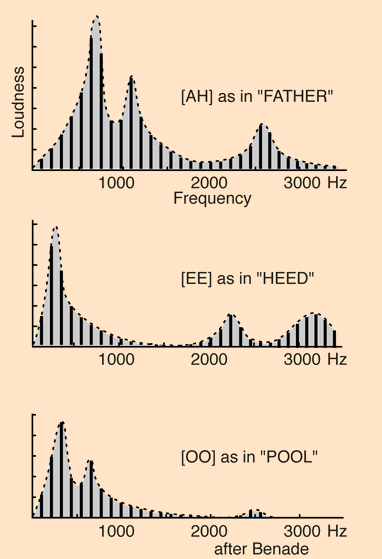 Loudness
[AH] as in "FATHER"
1000 2000 3000 Hz
Frequency
[EE] as in "HEED"
1000 2000 3000 Hz
[OO] as in "POOL"
1000 2000 3000 Hz
after Benade